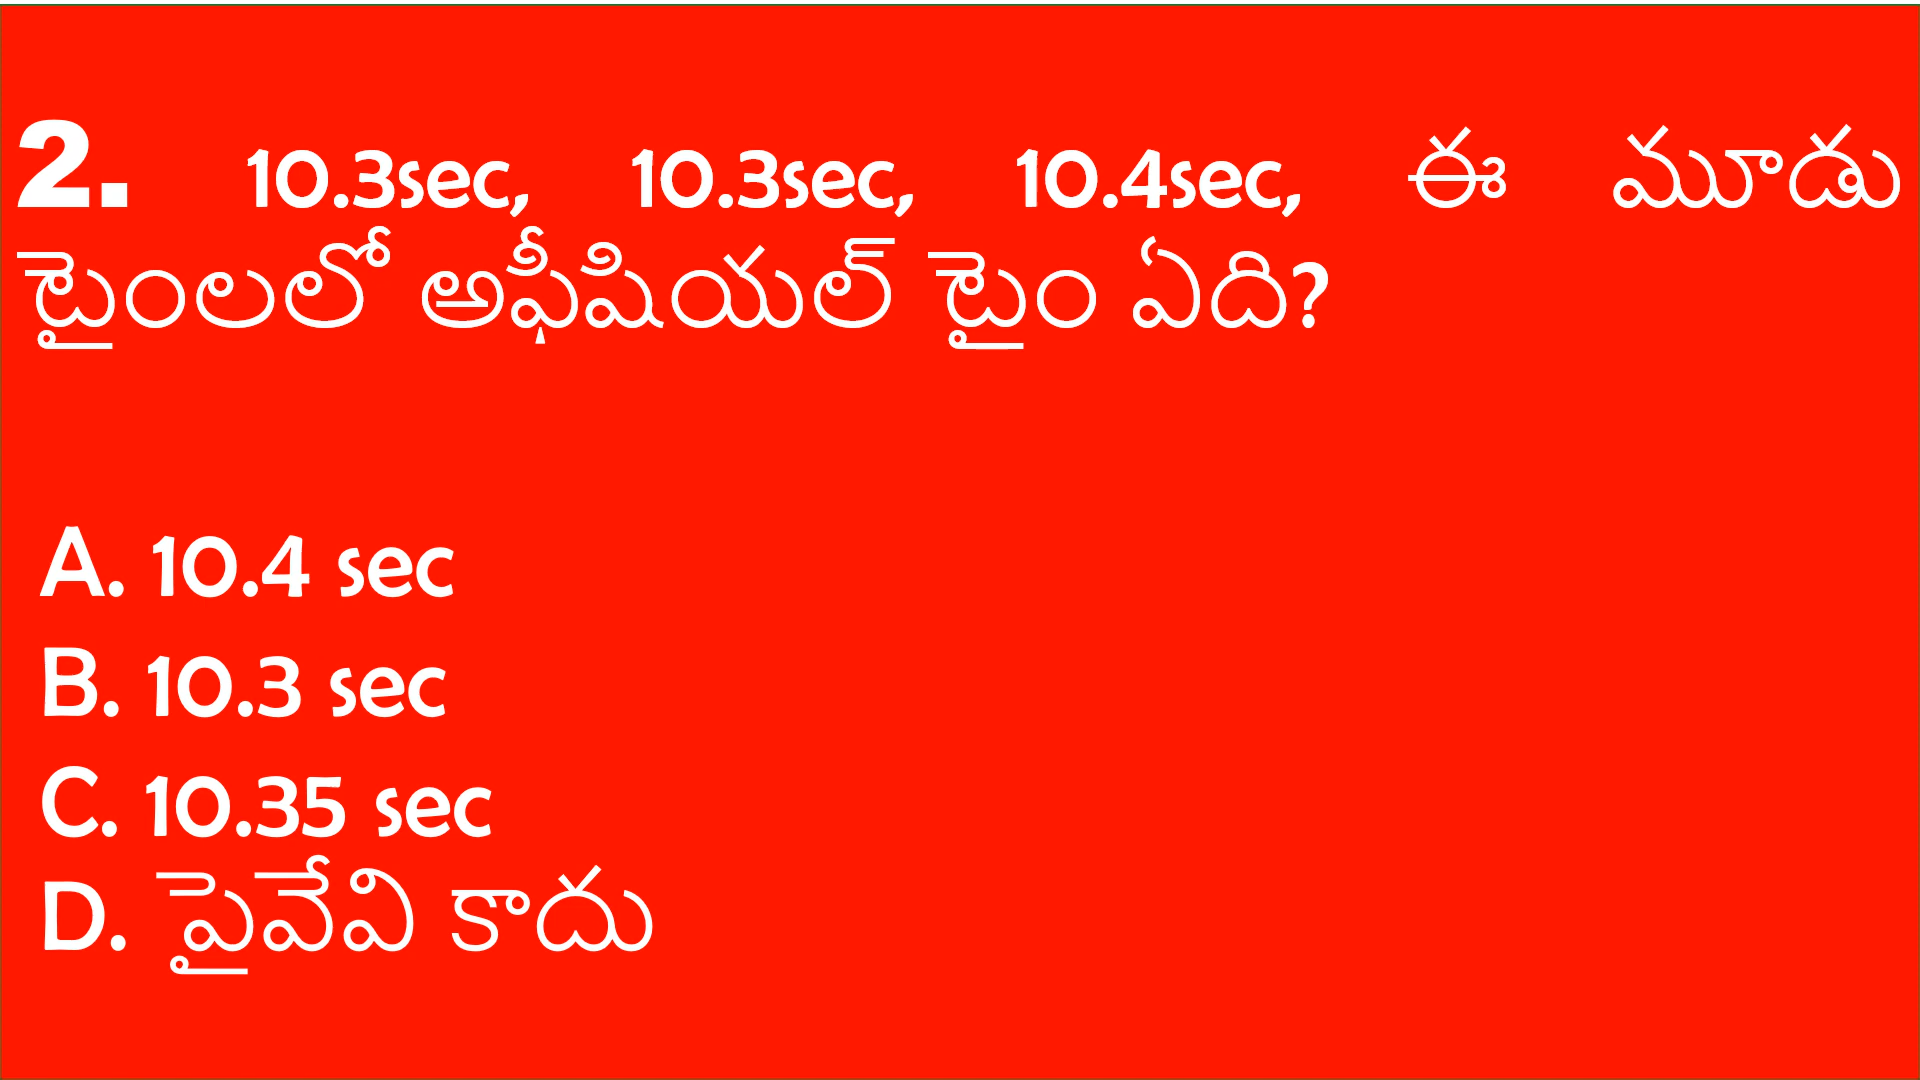 2. 10.3sec, 10.3sec, 10.4sec, ఈ మూడు
టైంలలో అఫీషియల్ టైం ఏది?
A. 10.4 sec
B. 10.3 sec
C. 10.35 sec
D. పైవేవి కాదు